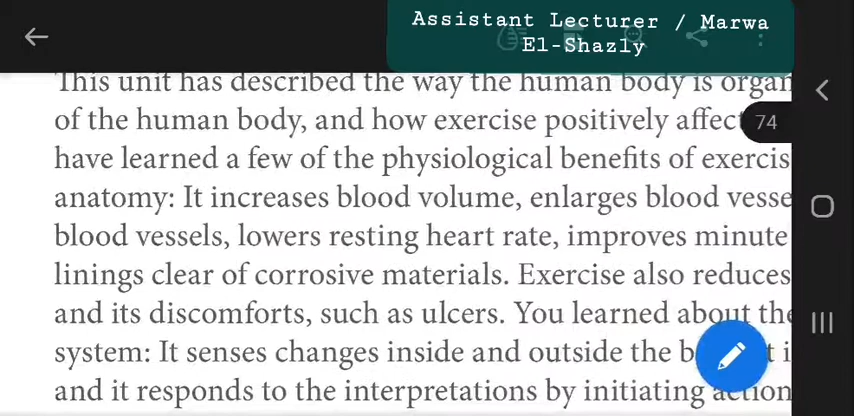 Assistant Lecturer / Marwa
El-Shazly
This unit has described the way the human body is organ
of the human body, and how exercise positively affect
74
have learned a few of the physiological benefits of exercis
anatomy: It increases blood volume, enlarges blood vesse
blood vessels, lowers resting heart rate, improves minute
linings clear of corrosive materials. Exercise also reduces
and its discomforts, such as ulcers. You learned about the
system: It senses changes inside and outside the b t i
and it responds to the interpretations by initiating action